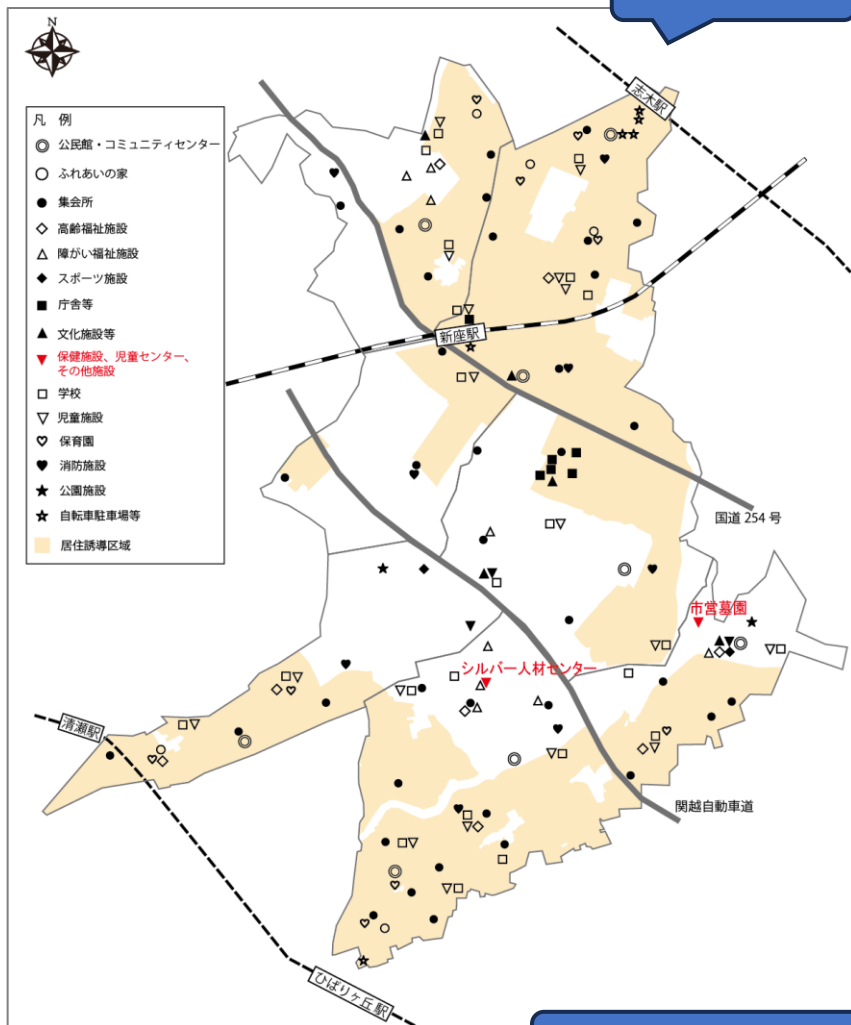 N
凡 例
公民館・コミュニティセンター
ふれあいの家
集会所
高齢福祉施設
障がい福祉施設
スポーツ施設
庁舎等
文化施設等
保健施設、児童センター、
その他施設
学校
児童施設
保育園
消防施設
公園施設
自転車駐車場等
居住誘導区域
志木駅
新座駅
国道 254 号
市営墓園
シルバー人材センター
清瀬駅
関越自動車道
ひばりヶ丘駅